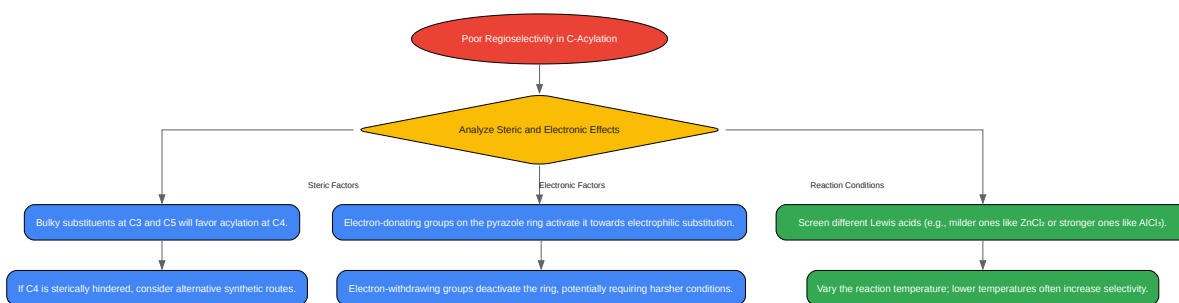 Poor Regioselectivity in C-Acylation
Analyze Steric and Electronic Effects
Steric Factors
Electronic Factors
Reaction Conditions
Bulky substituents at C3 and C5 will favor acylation at C4.
Electron-donating groups on the pyrazole ring activate it towards electrophilic substitution.
Screen different Lewis acids (e.g., milder ones like ZnCl₂ or stronger ones like AlCl₃).
If C4 is sterically hindered, consider alternative synthetic routes.
Electron-withdrawing groups deactivate the ring, potentially requiring harsher conditions.
Vary the reaction temperature; lower temperatures often increase selectivity.